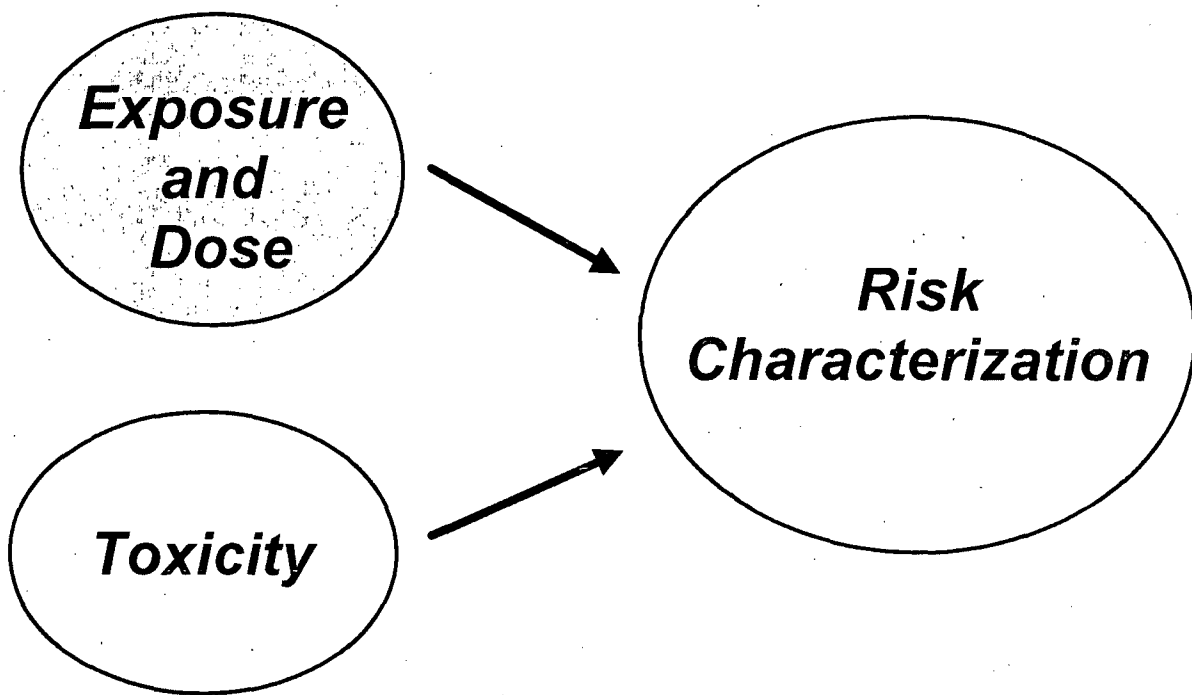 Exposure
and
Dose
Risk
Characterization
Toxicity